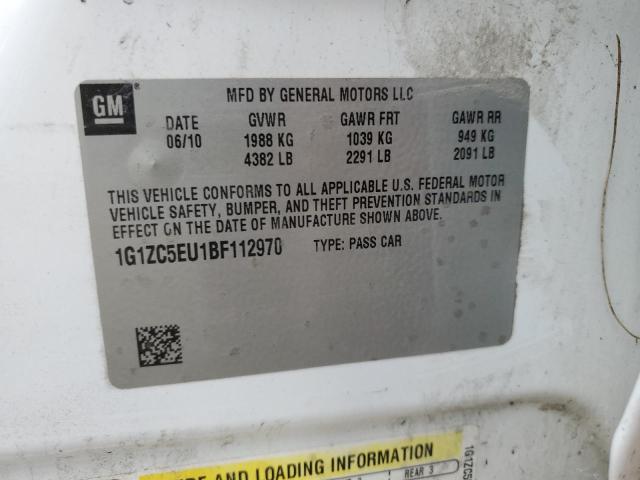 GM
MFD BY GENERAL MOTORS LLC
DATE GVWR GAWR FRT GAWR RR
06/10 1988 KG 1039 KG 949 KG
4382 LB 2291 LB 2091 LB
THIS VEHICLE CONFORMS TO ALL APPLICABLE U.S. FEDERAL MOTOR
VEHICLE SAFETY, BUMPER, AND THEFT PREVENTION STANDARDS IN
EFFECT ON THE DATE OF MANUFACTURE SHOWN ABOVE.
1G1ZC5EU1BF112970 TYPE: PASS CAR
AND LOADING INFORMATION
REAR 3
1G1ZC5